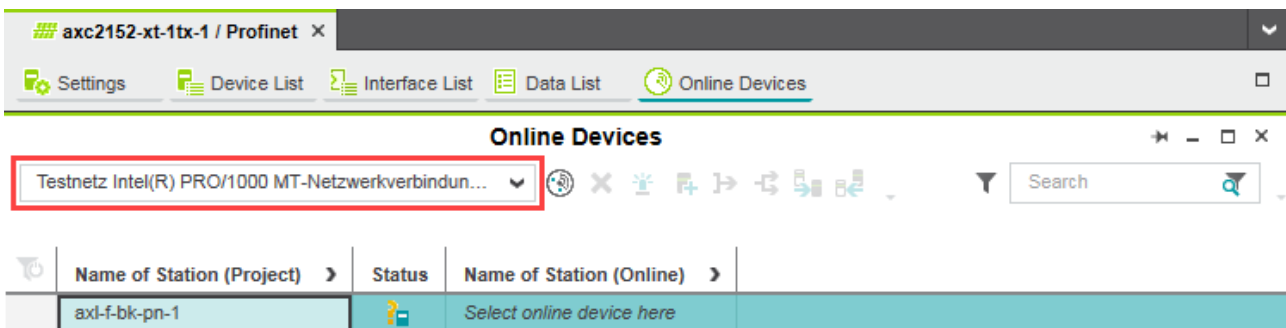 axc2152-xt-1tx-1 / Profinet
Settings Device List Interface List Data List Online Devices
Online Devices
Testnetz Intel(R) PRO/1000 MT-Netzwerkverbindun... Search
Name of Station (Project) Status Name of Station (Online)
axl-f-bk-pn-1 Select online device here